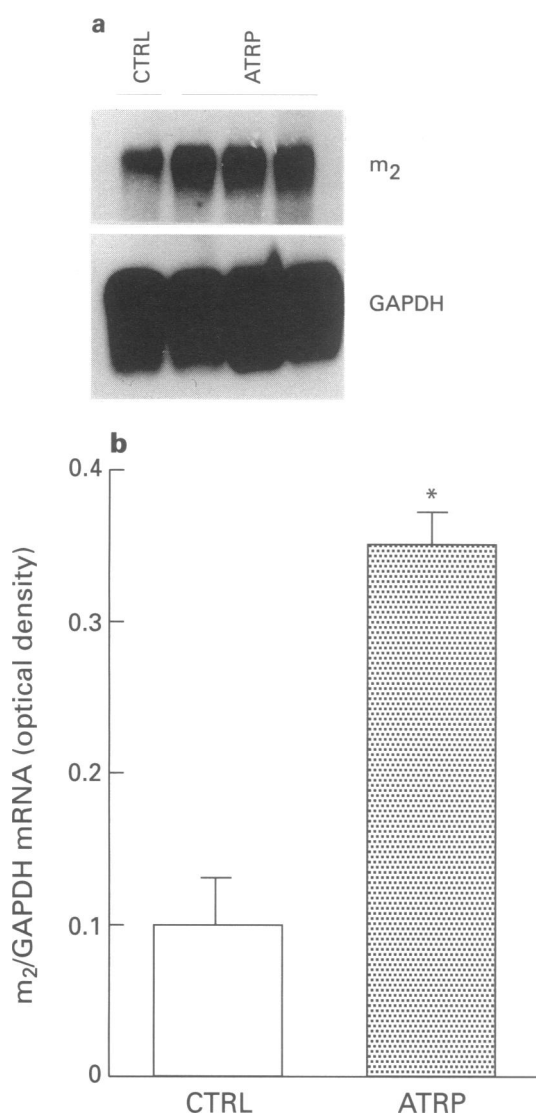 a
CTRL
ATRP
m₂
GAPDH
b
m₂/GAPDH mRNA (optical density)
0.4
0.3
0.2
0.1
0
*
CTRL
ATRP